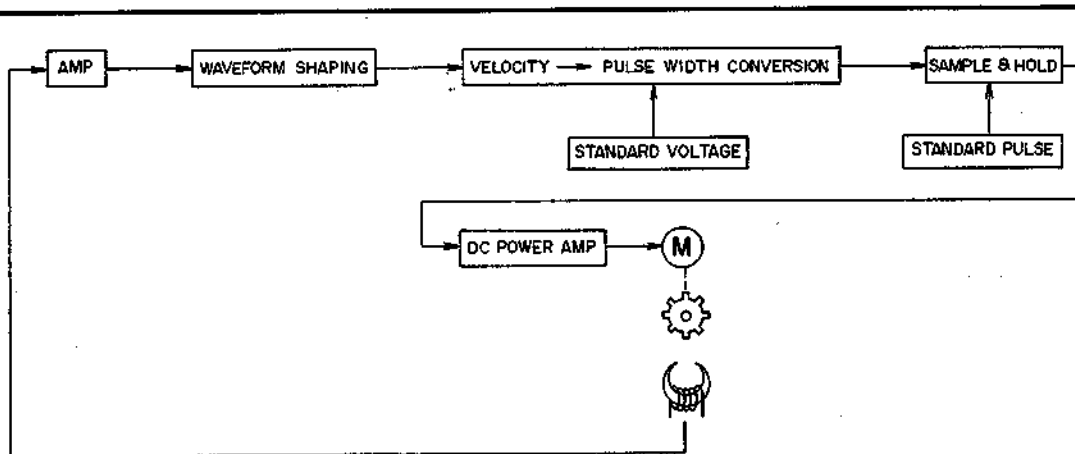 AMP
WAVEFORM SHAPING
VELOCITY → PULSE WIDTH CONVERSION
SAMPLE & HOLD
STANDARD VOLTAGE
STANDARD PULSE
DC POWER AMP
M